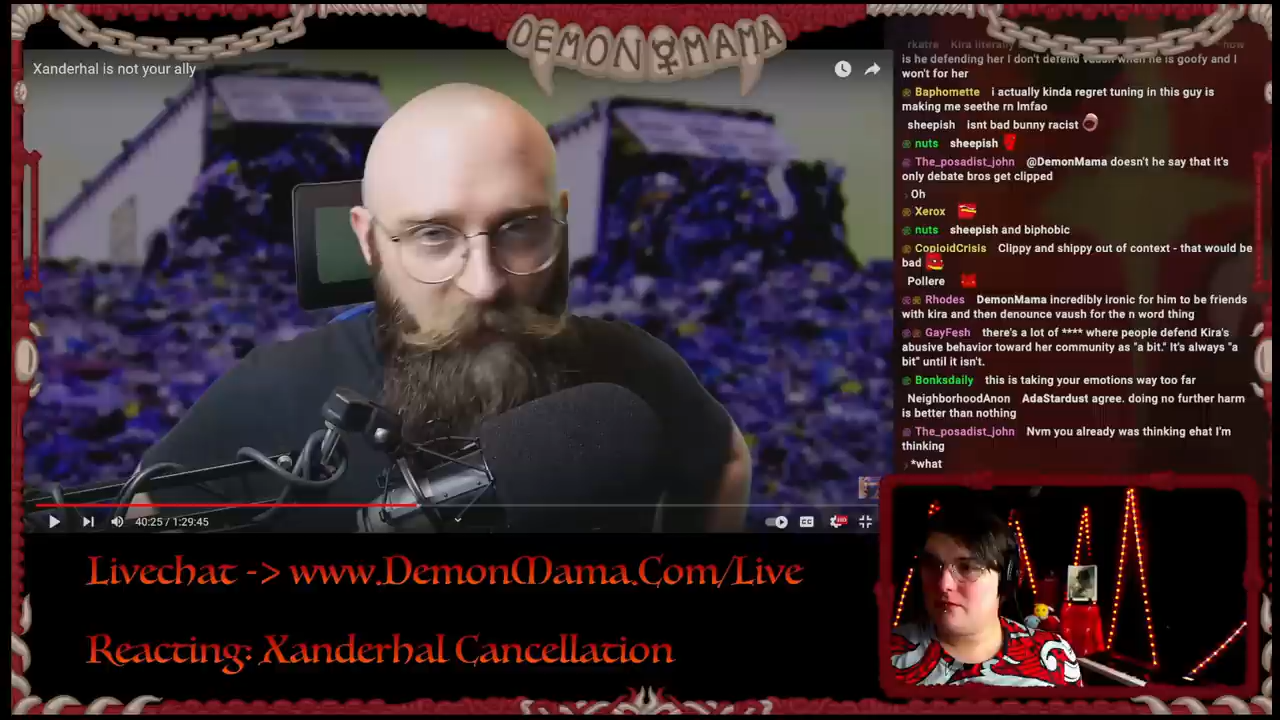 DEMON MAMA
Xanderhal is not your ally
rkatre Kira literally
how
is he defending her I don't defend vaush when he is goofy and I
won't for her
Baphomette i actually kinda regret tuning in this guy is
making me seethe rn lmfao
sheepish isnt bad bunny racist
nuts sheepish
The_posadist_john @DemonMama doesn't he say that it's
only debate bros get clipped
Oh
Xerox
nuts sheepish and biphobic
CopioidCrisis Clippy and shippy out of context - that would be
bad
Pollere
Rhodes DemonMama incredibly ironic for him to be friends
with kira and then denounce vaush for the n word thing
GayFesh there's a lot of **** where people defend Kira's
abusive behavior toward her community as "a bit." It's always "a
bit" until it isn't.
Bonksdaily this is taking your emotions way too far
NeighborhoodAnon AdaStardust agree. doing no further harm
is better than nothing
The_posadist_john Nvm you already was thinking ehat I'm
thinking
*what
40:25 / 1:29:45
CC
HD
Livechat -> www.DemonMama.Com/Live
Reacting: Xanderhal Cancellation